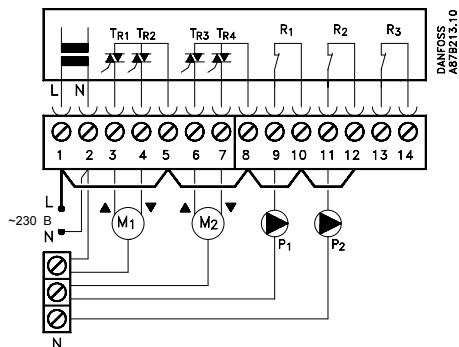 TR1 TR2 TR3 TR4 R1 R2 R3
DANFOSS
A87B213.10
L N
1 2 3 4 5 6 7 8 9 10 11 12 13 14
L
~230 В
N
M1 M2
P1 P2
N